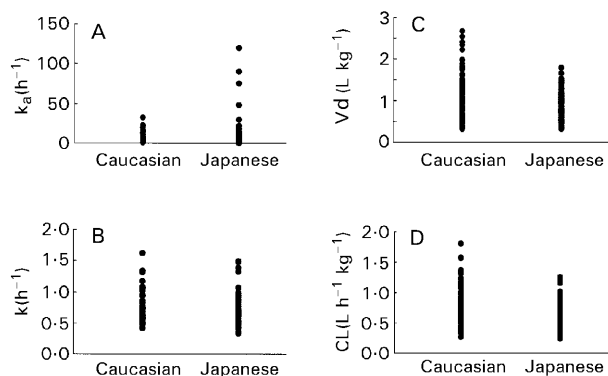 A
150
100
50
0
kₐ(h⁻¹)
Caucasian Japanese
C
3
2
1
0
Vd (L kg⁻¹)
Caucasian Japanese
B
2·0
1·5
1·0
0·5
0·0
k(h⁻¹)
Caucasian Japanese
D
2·0
1·5
1·0
0·5
0·0
CL(L h⁻¹ kg⁻¹)
Caucasian Japanese